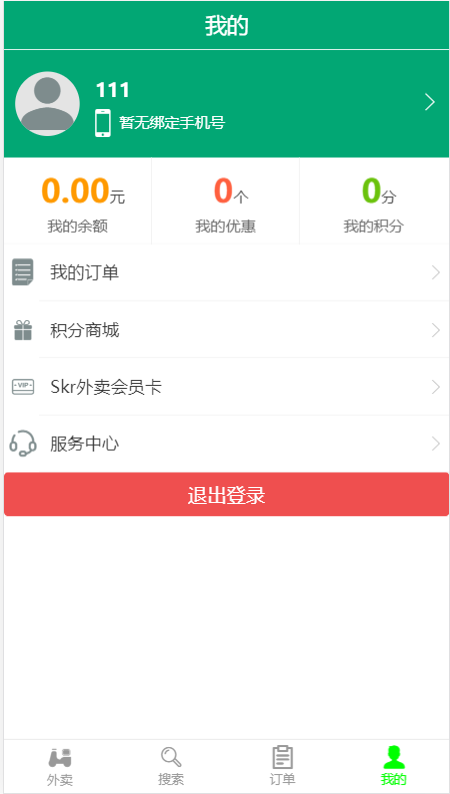 我的
111
暂无绑定手机号
0.00元 0个 0分
我的余额 我的优惠 我的积分
我的订单
积分商城
VIP
Skr外卖会员卡
服务中心
退出登录
外卖 搜索 订单 我的